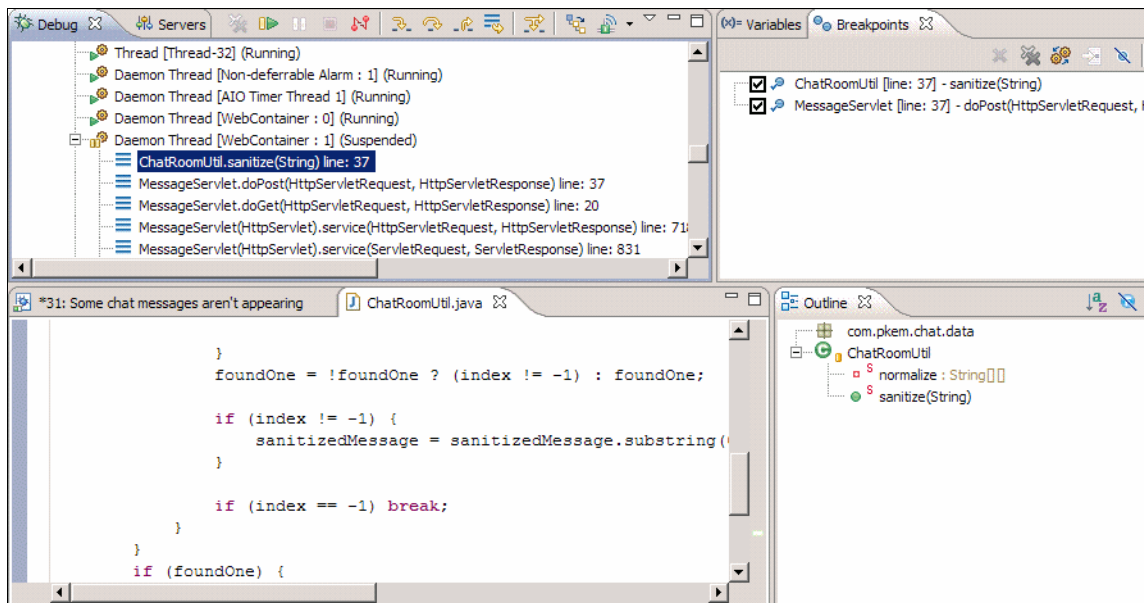 Debug Servers
Thread [Thread-32] (Running)
Daemon Thread [Non-deferrable Alarm : 1] (Running)
Daemon Thread [AIO Timer Thread 1] (Running)
Daemon Thread [WebContainer : 0] (Running)
Daemon Thread [WebContainer : 1] (Suspended)
ChatRoomUtil.sanitize(String) line: 37
MessageServlet.doPost(HttpServletRequest, HttpServletResponse) line: 37
MessageServlet.doGet(HttpServletRequest, HttpServletResponse) line: 20
MessageServlet(HttpServlet).service(HttpServletRequest, HttpServletResponse) line: 71
MessageServlet(HttpServlet).service(ServletRequest, ServletResponse) line: 831
(x)= Variables Breakpoints
ChatRoomUtil [line: 37] - sanitize(String)
MessageServlet [line: 37] - doPost(HttpServletRequest,
*31: Some chat messages aren't appearing ChatRoomUtil.java
}
foundOne = !foundOne ? (index != -1) : foundOne;
if (index != -1) {
sanitizedMessage = sanitizedMessage.substring(
}
if (index == -1) break;
}
}
if (foundOne) {
Outline
com.pkem.chat.data
ChatRoomUtil
S normalize : String[][]
S sanitize(String)